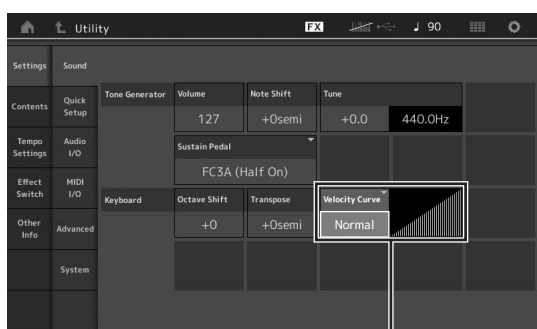 Utility
FX
90
Settings
Sound
Contents
Quick
Setup
Tempo
Settings
Audio
I/O
Effect
Switch
MIDI
I/O
Other
Info
Advanced
System
Tone Generator
Volume
Note Shift
Tune
127
+0semi
+0.0
440.0Hz
Sustain Pedal
FC3A (Half On)
Keyboard
Octave Shift
Transpose
Velocity Curve
+0
+0semi
Normal